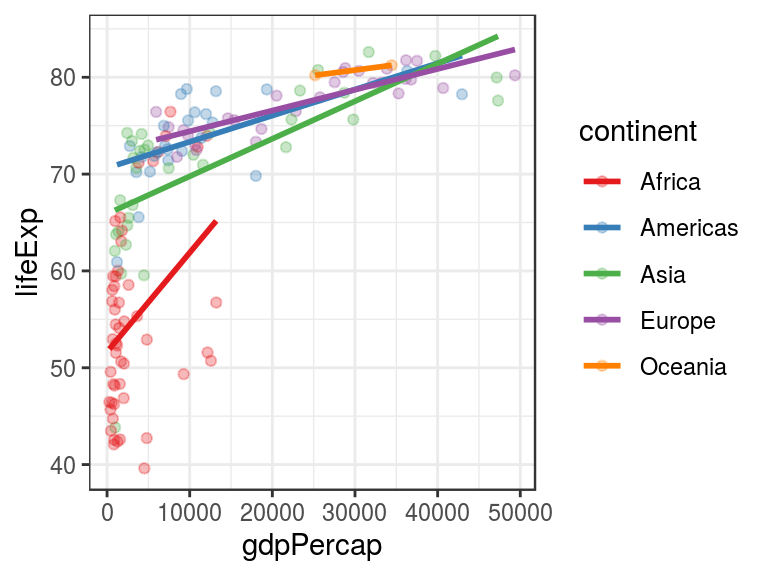 80
70
60
50
40
lifeExp
0 10000 20000 30000 40000 50000
gdpPercap
continent
Africa
Americas
Asia
Europe
Oceania